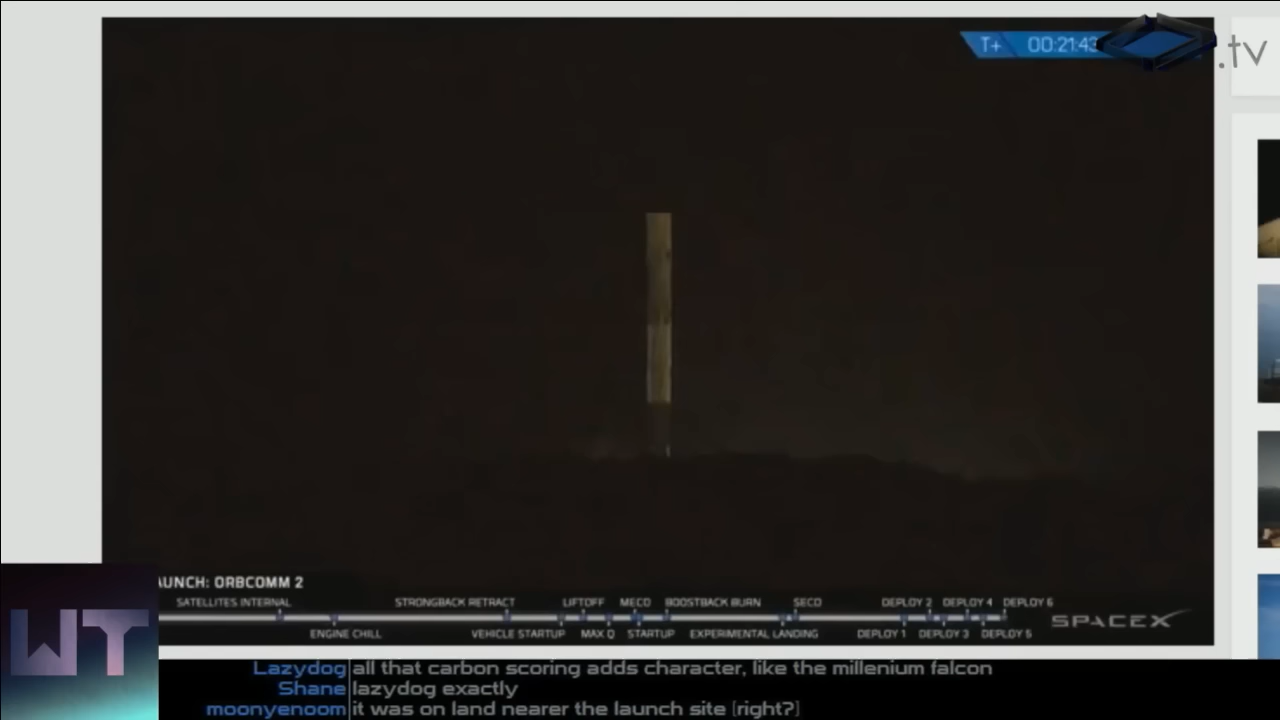 T+ 00:21:43
.tv
AUNCH: ORBCOMM 2
SATELLITES INTERNAL STRONGBACK RETRACT LIFTOFF MECO BOOSTBACK BURN SECO DEPLOY 2 DEPLOY 4 DEPLOY 6
SPACEX
ENGINE CHILL VEHICLE STARTUP MAX Q STARTUP EXPERIMENTAL LANDING DEPLOY 1 DEPLOY 3 DEPLOY 5
WT
Lazydog all that carbon scoring adds character, like the millenium falcon
Shane lazydog exactly
moonyenoom it was on land nearer the launch site (right?)